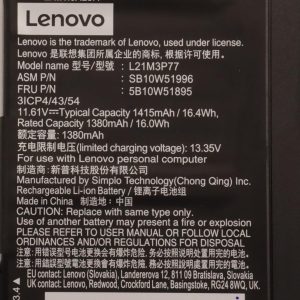 Lenovo
Lenovo is the trademark of Lenovo, used under license.
Lenovo 是联想集团所属商标，根据许可使用。
Model name / 型号名 / 型号: L21M3P77
ASM P/N : SB10W51996
FRU P/N : 5B10W51895
3ICP4/43/54
11.61V⎓Typical Capacity 1415mAh / 16.4Wh,
Rated Capacity 1380mAh / 16.0Wh
额定容量: 1380mAh
充电限制电压 (limited charging voltage): 13.35V
For use with Lenovo personal computer
制造商: 新普科技股份有限公司
Manufactured by Simplo Technology(Chong Qing) Inc.
Rechargeable Li-ion Battery / 锂离子电池组
Made in China / 产地: 中国
CAUTION: Replace with same type only.
Use of another battery may present a fire or explosion
PLEASE REFER TO USER MANUAL OR FOLLOW LOCAL
ORDINANCES AND/OR REGULATIONS FOR DISPOSAL
EU contact: Lenovo (Slovakia), Landererova 12, 811 09 Bratislava, Slovakia
UK contact: Lenovo, Redwood, Crockford Lane, Basingstoke, RG24 8WQ, UK.
3.4